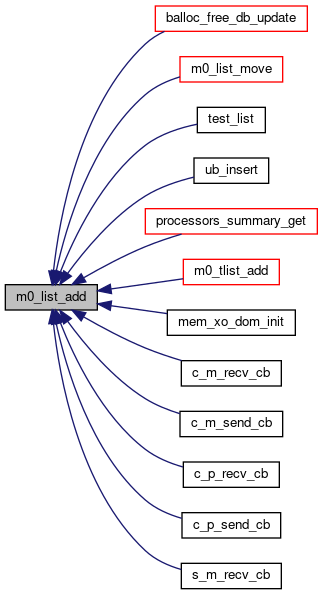 balloc_free_db_update
m0_list_move
test_list
ub_insert
processors_summary_get
m0_tlist_add
m0_list_add
mem_xo_dom_init
c_m_recv_cb
c_m_send_cb
c_p_recv_cb
c_p_send_cb
s_m_recv_cb